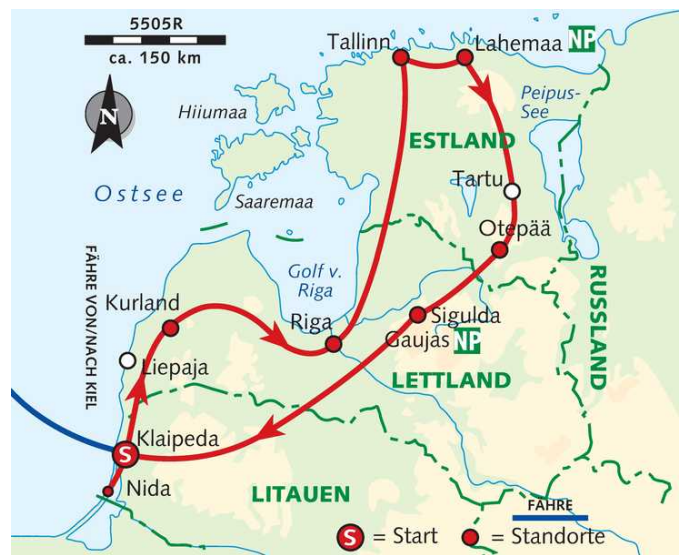 5505R
ca. 150 km
N
Tallinn
Lahemaa NP
Hiiumaa
Peipus-
See
ESTLAND
Ostsee
Saaremaa
Tartu
Otepää
FÄHRE VON/NACH KIEL
Golf v.
Riga
RUSSLAND
Kurland
Riga
Sigulda
Gaujas NP
Liepaja
LETTLAND
S Klaipeda
Nida
LITAUEN
FÄHRE
S = Start
= Standorte